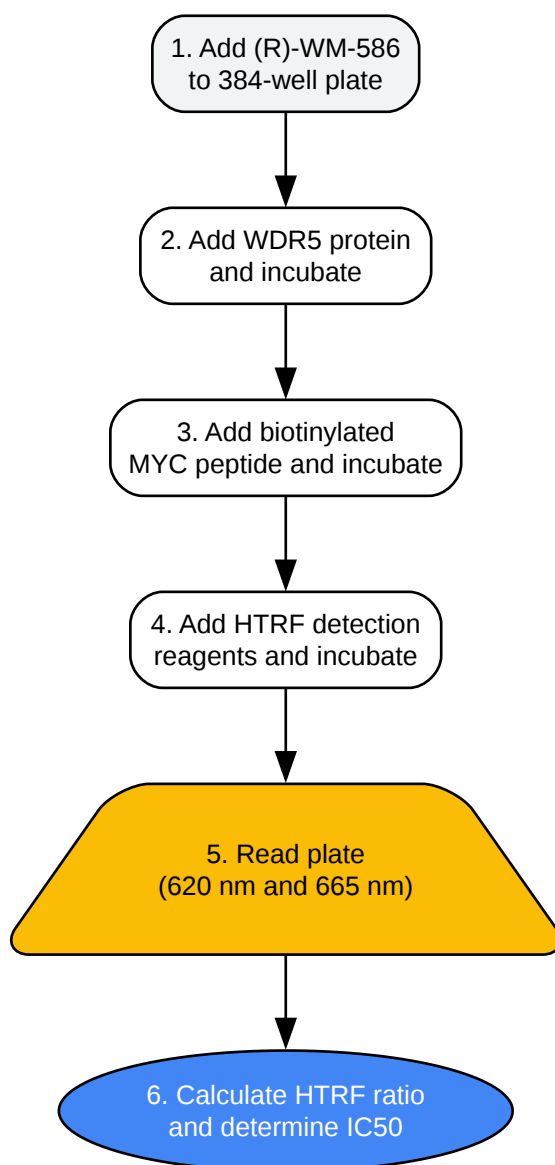 1. Add (R)-WM-586
to 384-well plate
2. Add WDR5 protein
and incubate
3. Add biotinylated
MYC peptide and incubate
4. Add HTRF detection
reagents and incubate
5. Read plate
(620 nm and 665 nm)
6. Calculate HTRF ratio
and determine IC50